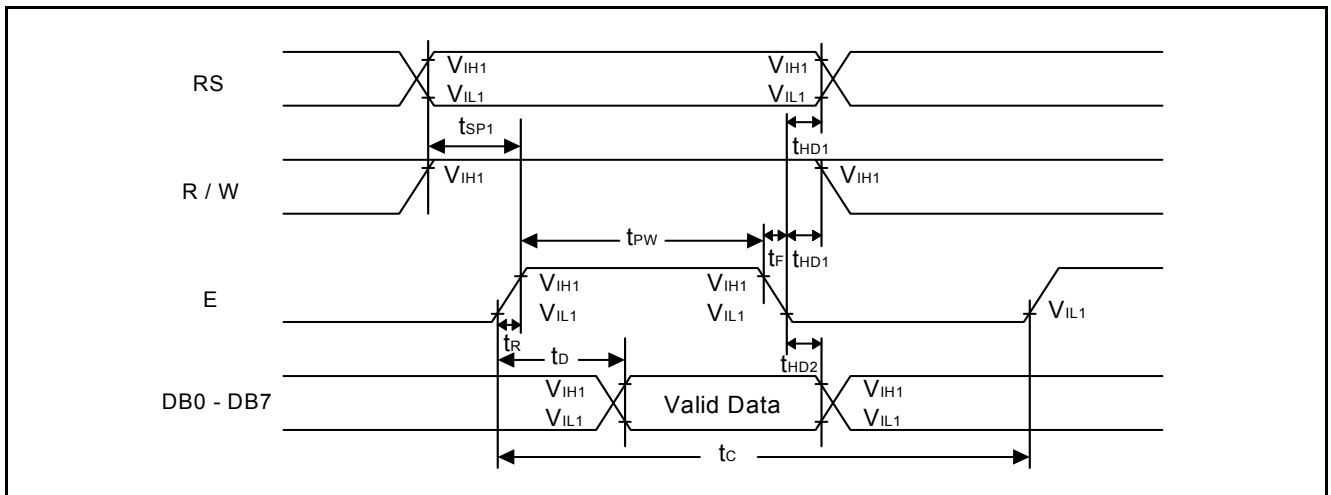 RS
VIH1 VIH1
VIL1 VIL1
tSP1 tHD1
R / W
VIH1 VIH1
tPW tF tHD1
E
VIH1 VIH1
VIL1 VIL1 VIL1
tR tD tHD2
DB0 - DB7
VIH1 Valid Data VIH1
VIL1 VIL1
tC